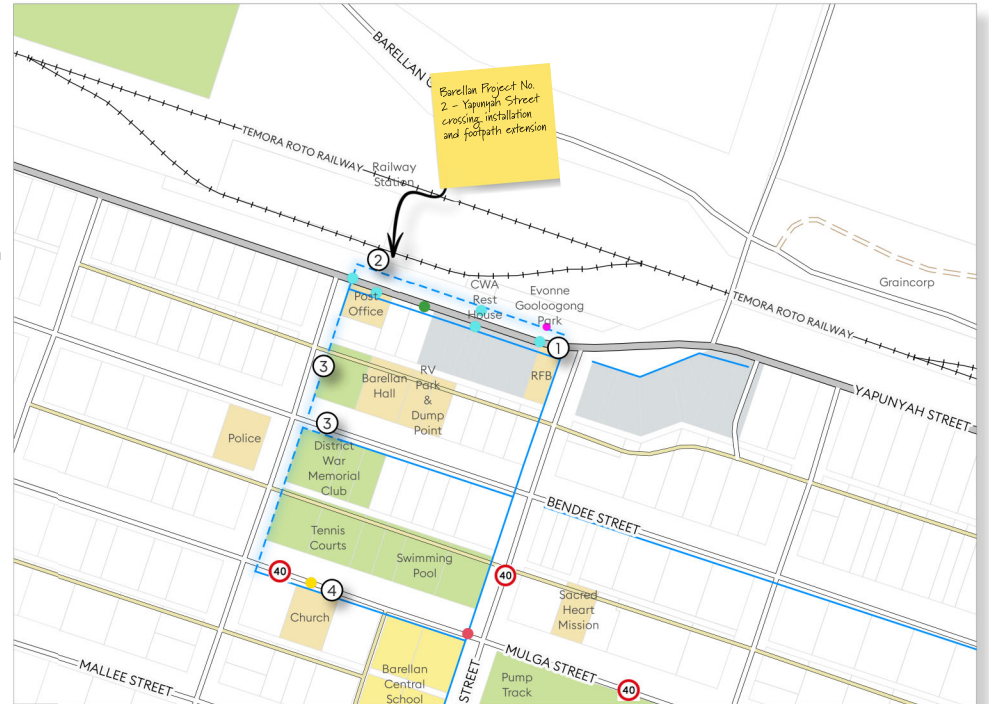 BARELLAN
Barellan Project No.
2 - Yapunyah Street
crossing installation
and footpath extension
TEMORA ROTO RAILWAY
Railway
Station
2
CWA
Rest
House
Evonne
Gooloogong
Park
Graincorp
TEMORA ROTO RAILWAY
Post
Office
1
YAPUNYAH STREET
3
Barellan
Hall
RV
Park
&
Dump
Point
RFB
3
Police
District
War
Memorial
Club
BENDEE STREET
Tennis
Courts
Swimming
Pool
40
40
4
Church
Sacred
Heart
Mission
MALLEE STREET
Barellan
Central
School
STREET
MULGA STREET
Pump
Track
40